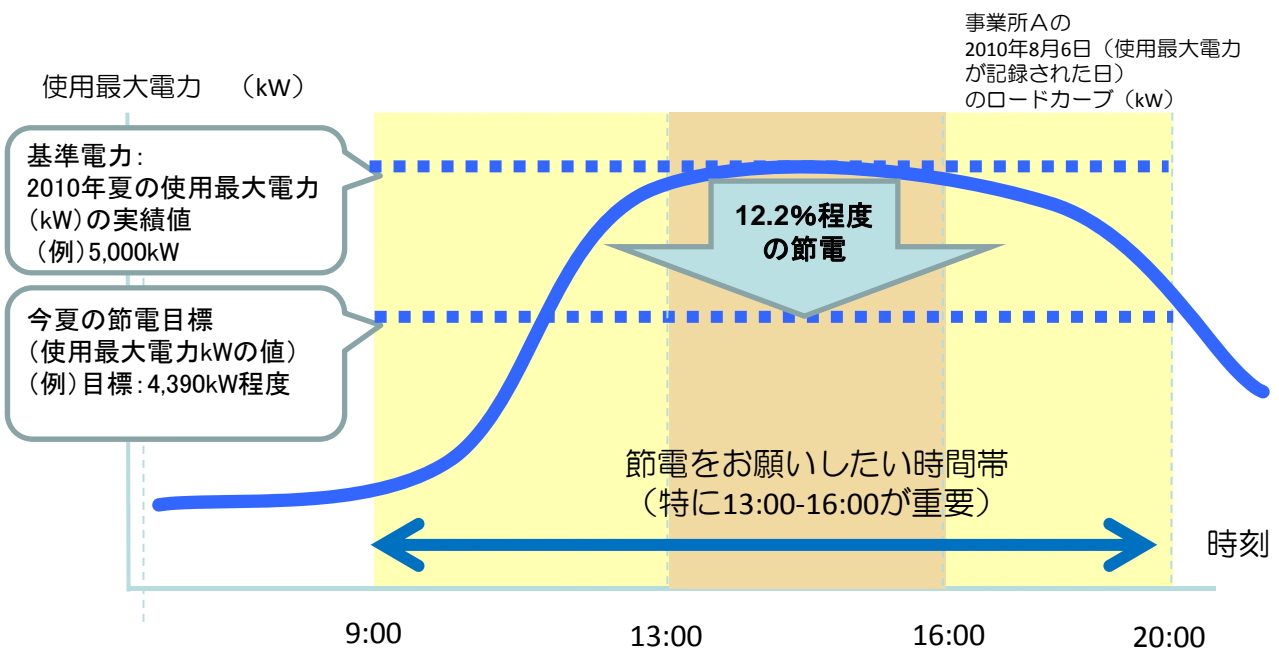 事業所Aの
2010年8月6日（使用最大電力
が記録された日）
のロードカーブ（kW）
使用最大電力　（kW）
基準電力：
2010年夏の使用最大電力
(kW)の実績値
（例）5,000kW
12.2%程度
の節電
今夏の節電目標
（使用最大電力kWの値）
（例）目標：4,390kW程度
節電をお願いしたい時間帯
（特に13:00-16:00が重要）
時刻
9:00
13:00
16:00
20:00